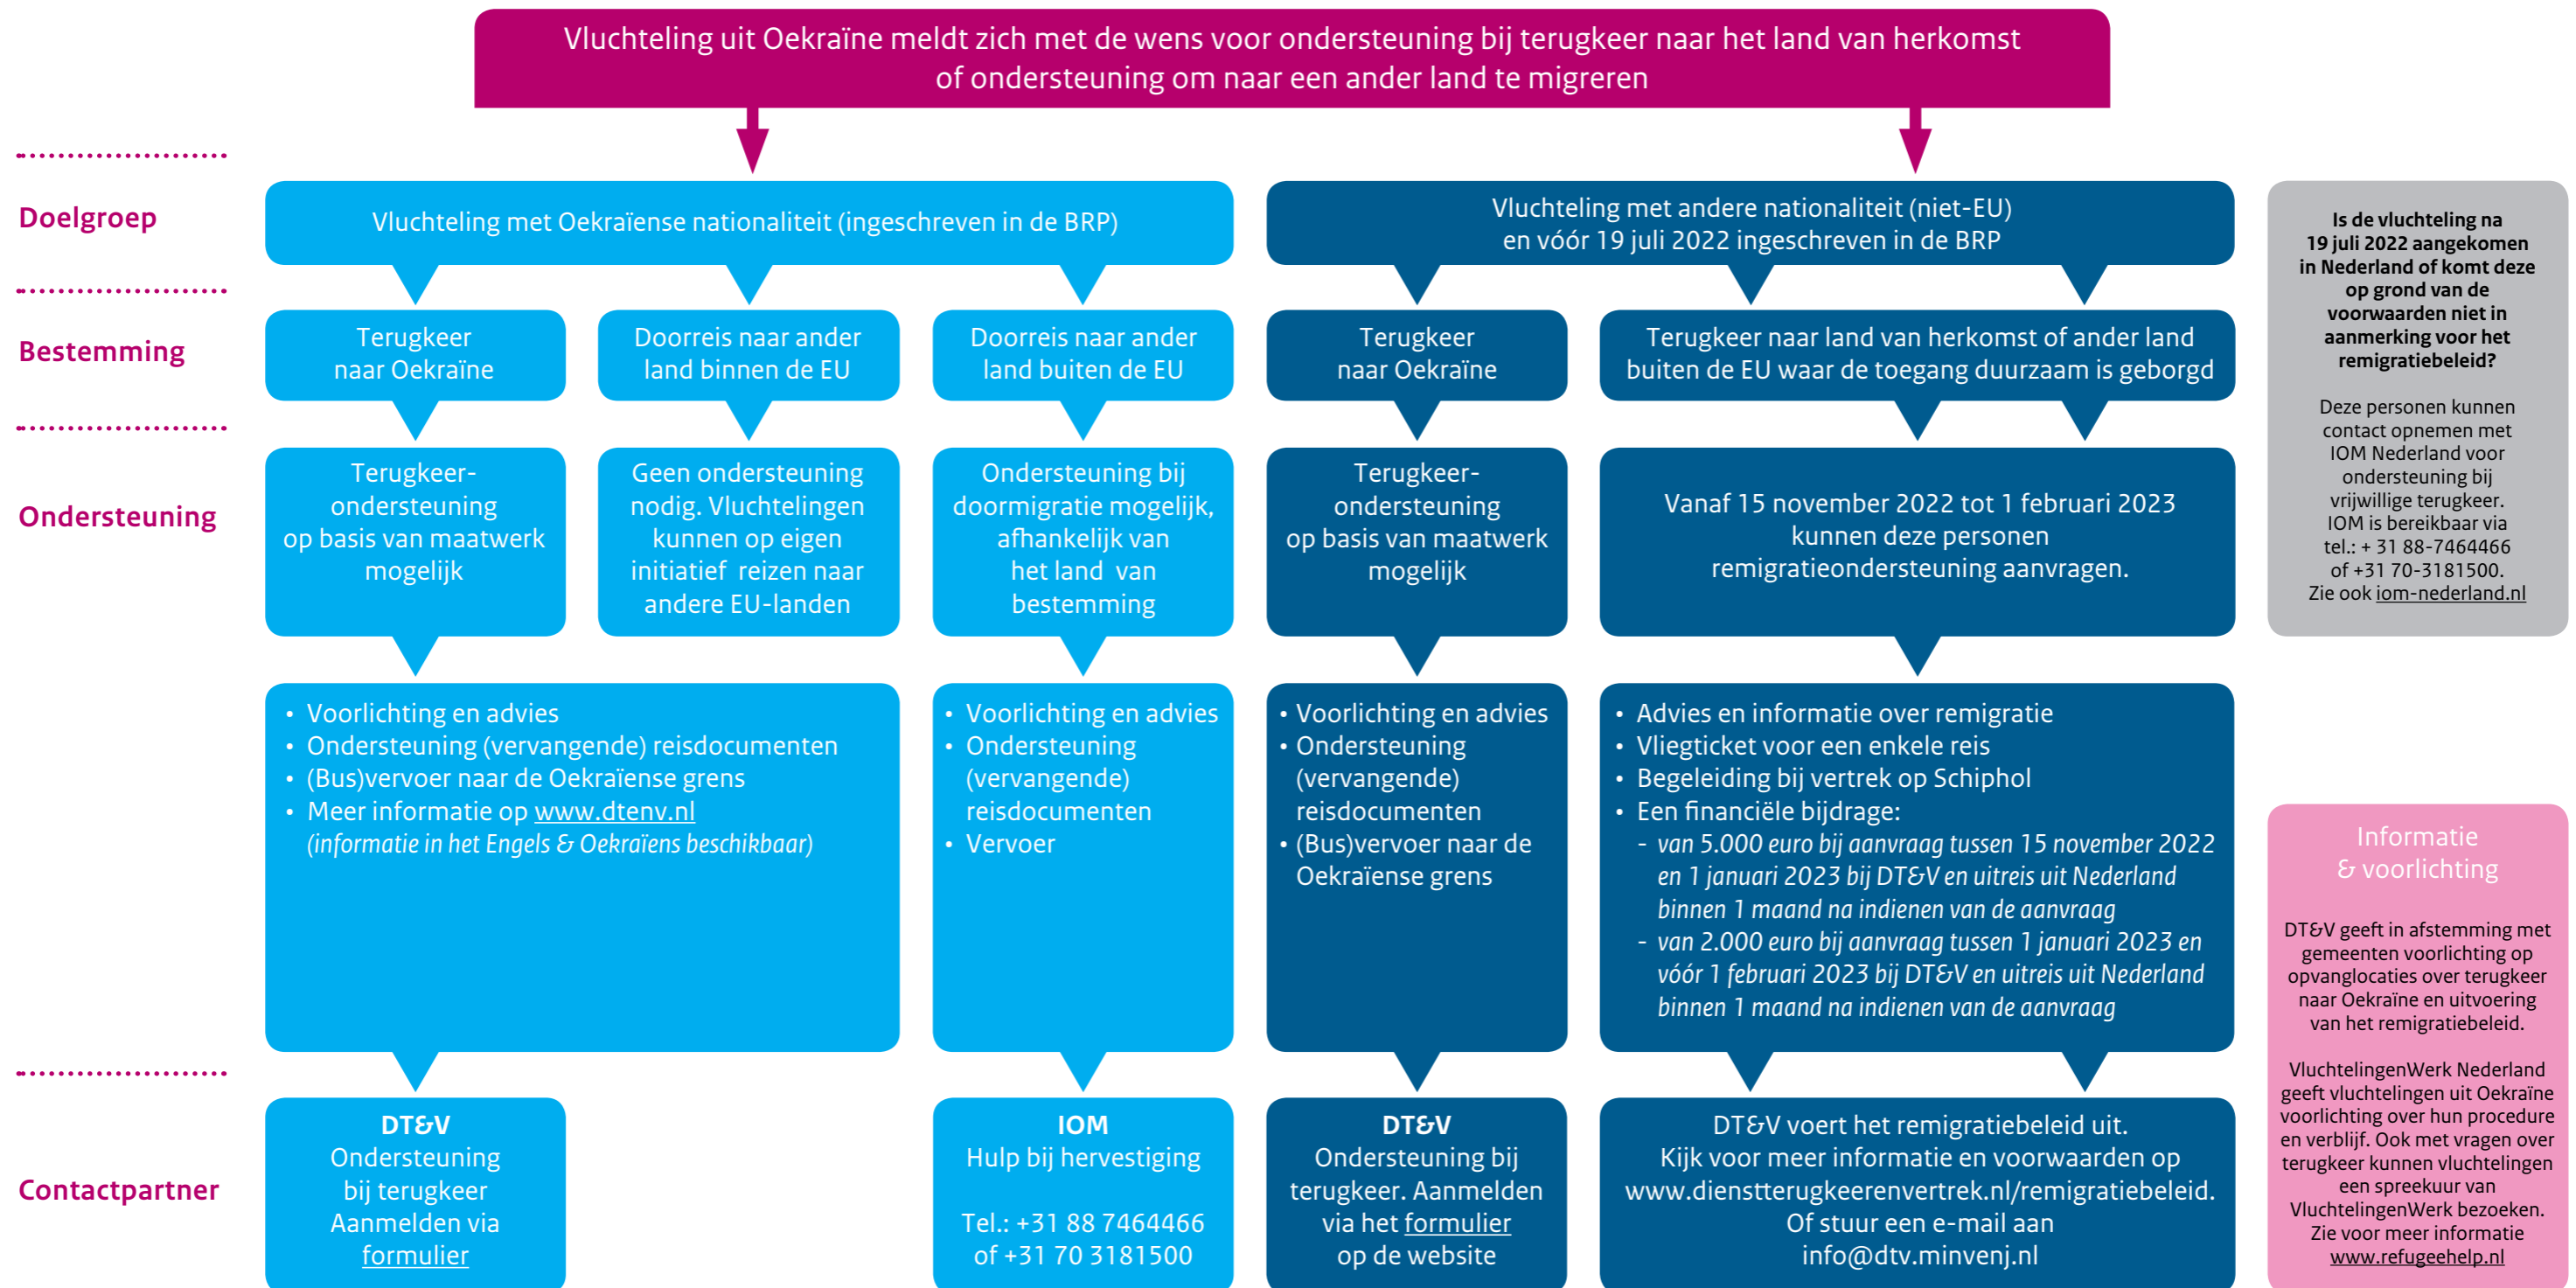 Vluchteling uit Oekraïne meldt zich met de wens voor ondersteuning bij terugkeer naar het land van herkomst
of ondersteuning om naar een ander land te migreren
Doelgroep
Vluchteling met Oekraïense nationaliteit (ingeschreven in de BRP)
Vluchteling met andere nationaliteit (niet-EU)
en vóór 19 juli 2022 ingeschreven in de BRP
Bestemming
Terugkeer
naar Oekraïne
Doorreis naar ander
land binnen de EU
Doorreis naar ander
land buiten de EU
Terugkeer
naar Oekraïne
Terugkeer naar land van herkomst of ander land
buiten de EU waar de toegang duurzaam is geborgd
Ondersteuning
Terugkeer-
ondersteuning
op basis van maatwerk
mogelijk
Geen ondersteuning
nodig. Vluchtelingen
kunnen op eigen
initiatief reizen naar
andere EU-landen
Ondersteuning bij
doormigratie mogelijk,
afhankelijk van
het land van
bestemming
Terugkeer-
ondersteuning
op basis van maatwerk
mogelijk
Vanaf 15 november 2022 tot 1 februari 2023
kunnen deze personen
remigratieondersteuning aanvragen.
• Voorlichting en advies
• Ondersteuning (vervangende) reisdocumenten
• (Bus)vervoer naar de Oekraïense grens
• Meer informatie op www.dtenv.nl
(informatie in het Engels & Oekraïens beschikbaar)
• Voorlichting en advies
• Ondersteuning
(vervangende)
reisdocumenten
• Vervoer
• Voorlichting en advies
• Ondersteuning
(vervangende)
reisdocumenten
• (Bus)vervoer naar de
Oekraïense grens
• Advies en informatie over remigratie
• Vliegticket voor een enkele reis
• Begeleiding bij vertrek op Schiphol
• Een financiële bijdrage:
- van 5.000 euro bij aanvraag tussen 15 november 2022
en 1 januari 2023 bij DT&V en uitreis uit Nederland
binnen 1 maand na indienen van de aanvraag
- van 2.000 euro bij aanvraag tussen 1 januari 2023 en
vóór 1 februari 2023 bij DT&V en uitreis uit Nederland
binnen 1 maand na indienen van de aanvraag
Contactpartner
DT&V
Ondersteuning
bij terugkeer
Aanmelden via
formulier
IOM
Hulp bij hervestiging
Tel.: +31 88 7464466
of +31 70 3181500
DT&V
Ondersteuning bij
terugkeer. Aanmelden
via het formulier
op de website
DT&V voert het remigratiebeleid uit.
Kijk voor meer informatie en voorwaarden op
www.dienstterugkeerenvertrek.nl/remigratiebeleid.
Of stuur een e-mail aan
info@dtv.minvenj.nl
Is de vluchteling na
19 juli 2022 aangekomen
in Nederland of komt deze
op grond van de
voorwaarden niet in
aanmerking voor het
remigratiebeleid?
Deze personen kunnen
contact opnemen met
IOM Nederland voor
ondersteuning bij
vrijwillige terugkeer.
IOM is bereikbaar via
tel.: + 31 88-7464466
of +31 70-3181500.
Zie ook iom-nederland.nl
Informatie
& voorlichting
DT&V geeft in afstemming met
gemeenten voorlichting op
opvanglocaties over terugkeer
naar Oekraïne en uitvoering
van het remigratiebeleid.
VluchtelingenWerk Nederland
geeft vluchtelingen uit Oekraïne
voorlichting over hun procedure
en verblijf. Ook met vragen over
terugkeer kunnen vluchtelingen
een spreekuur van
VluchtelingenWerk bezoeken.
Zie voor meer informatie
www.refugeehelp.nl